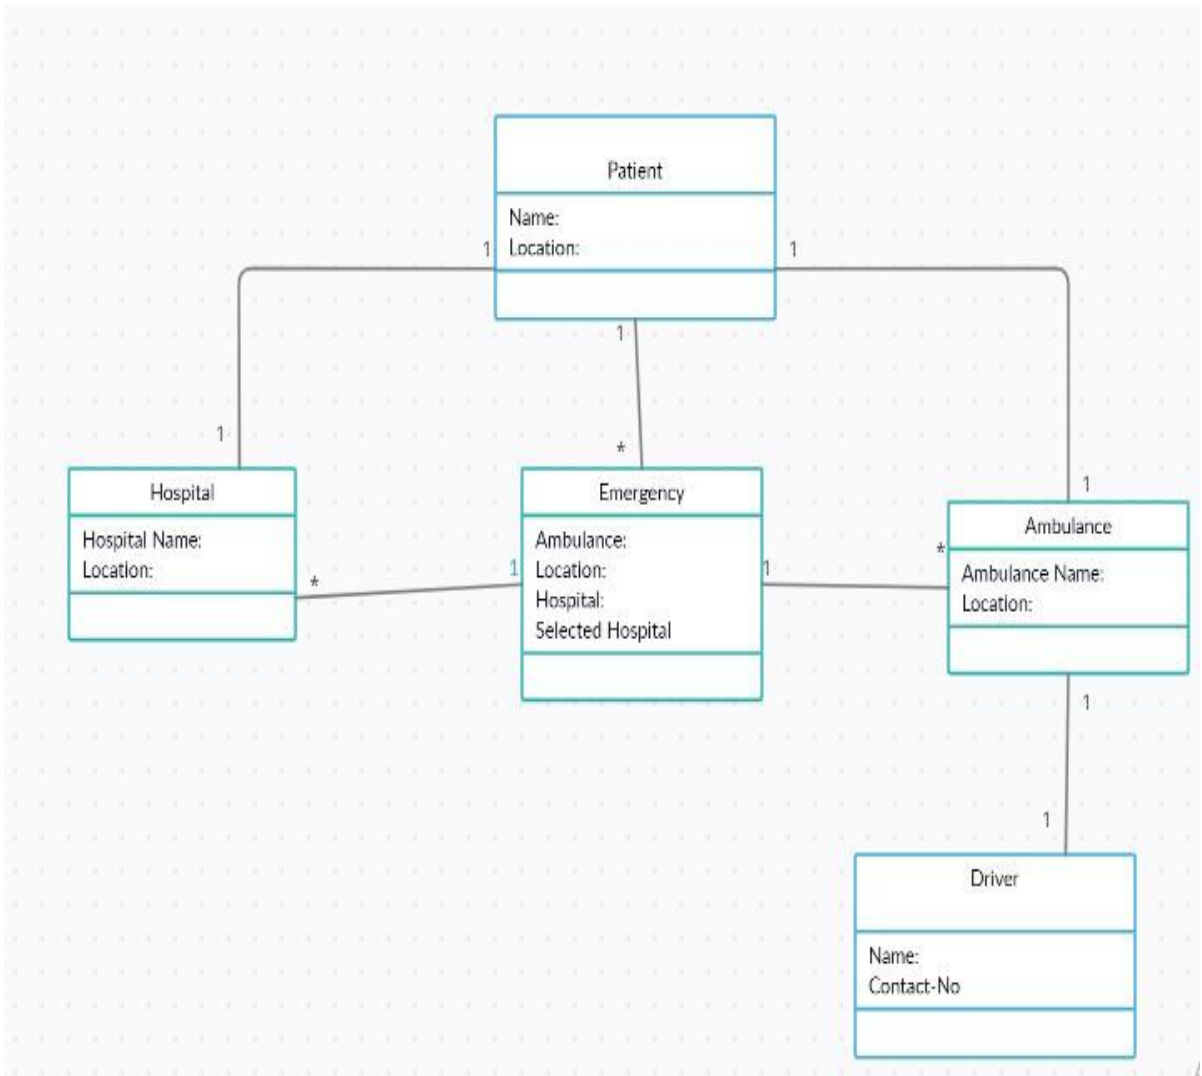 Patient
Name:
Location:
1
1
1
1
*
1
Hospital
Hospital Name:
Location:
*
1
Emergency
Ambulance:
Location:
Hospital:
Selected Hospital
1
*
Ambulance
Ambulance Name:
Location:
1
1
Driver
Name:
Contact-No